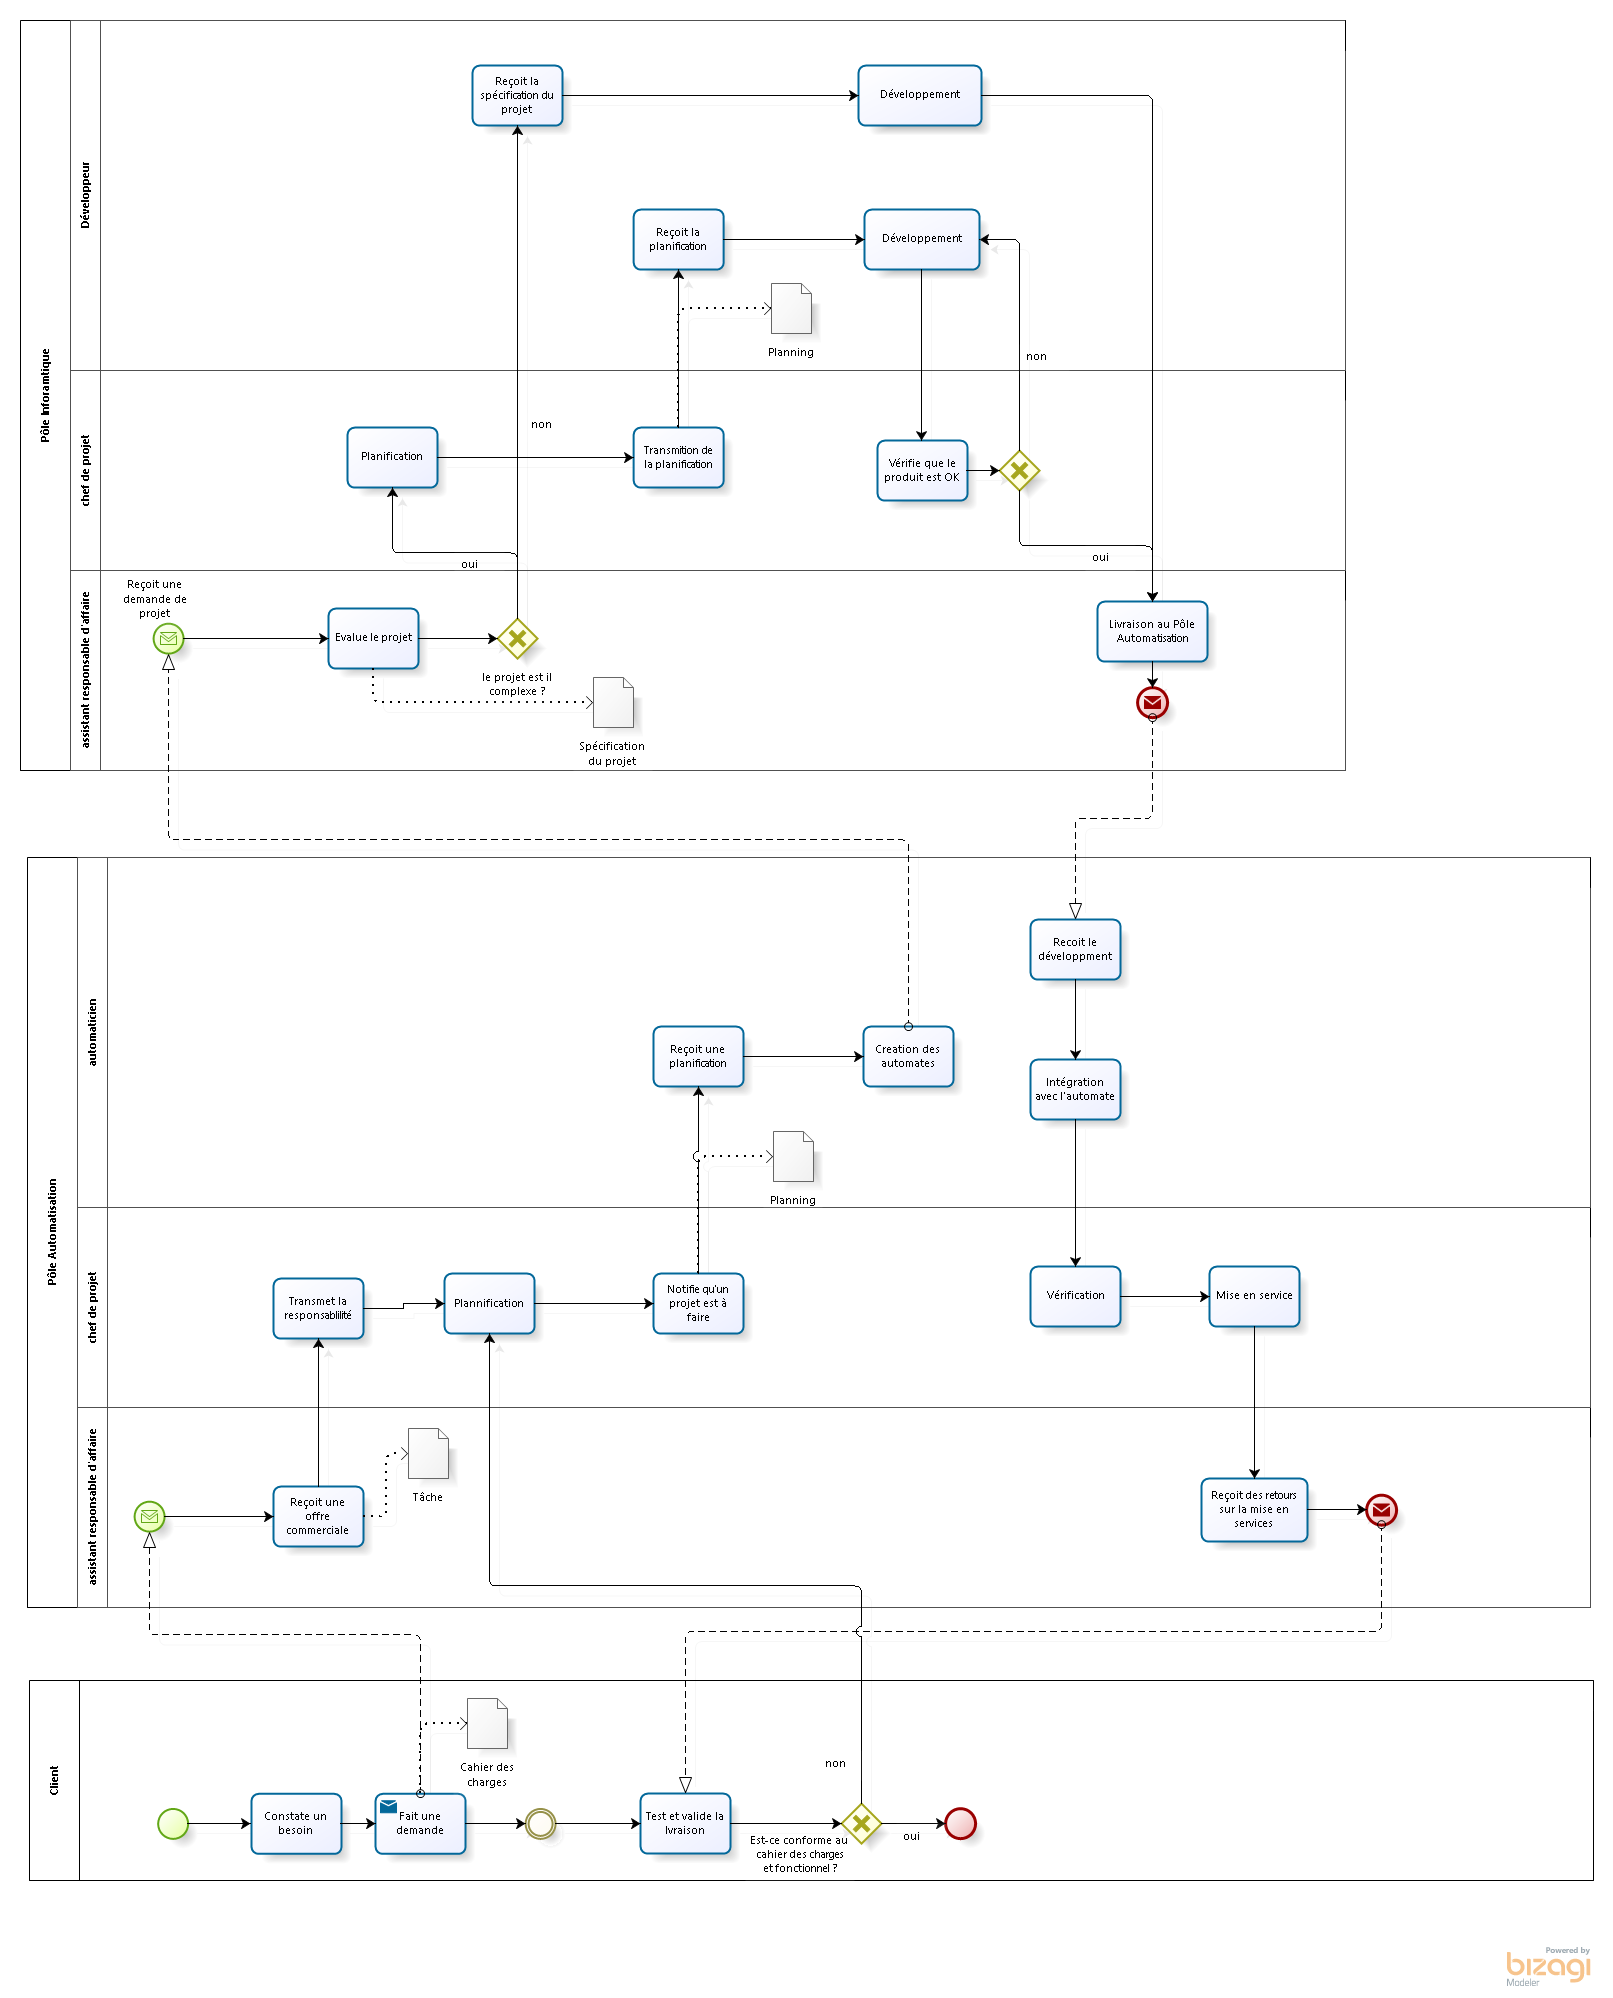 Pôle Inforamtique
Développeur
Reçoit la
spécification du
projet
Développement
Reçoit la
planification
Développement
Planning
non
chef de projet
non
Planification
Transmition de
la planification
Vérifie que le
produit est OK
oui
oui
assistant responsable d'affaire
Reçoit une
demande de
projet
Evalue le projet
le projet est il
complexe ?
Spécification
du projet
Livraison au Pôle
Automatisation
Pôle Automatisation
automaticien
Recoit le
développment
Reçoit une
planification
Creation des
automates
Intégration
avec l'automate
Planning
chef de projet
Transmet la
responsablilité
Plannification
Notifie qu'un
projet est à
faire
Vérification
Mise en service
assistant responsable d'affaire
Reçoit une
offre
commerciale
Tâche
Reçoit des retours
sur la mise en
services
Client
Cahier des
charges
non
Constate un
besoin
Fait une
demande
Test et valide la
lvraison
Est-ce conforme au
cahier des charges
et fonctionnel ?
oui
Powered by
bizagi
Modeler